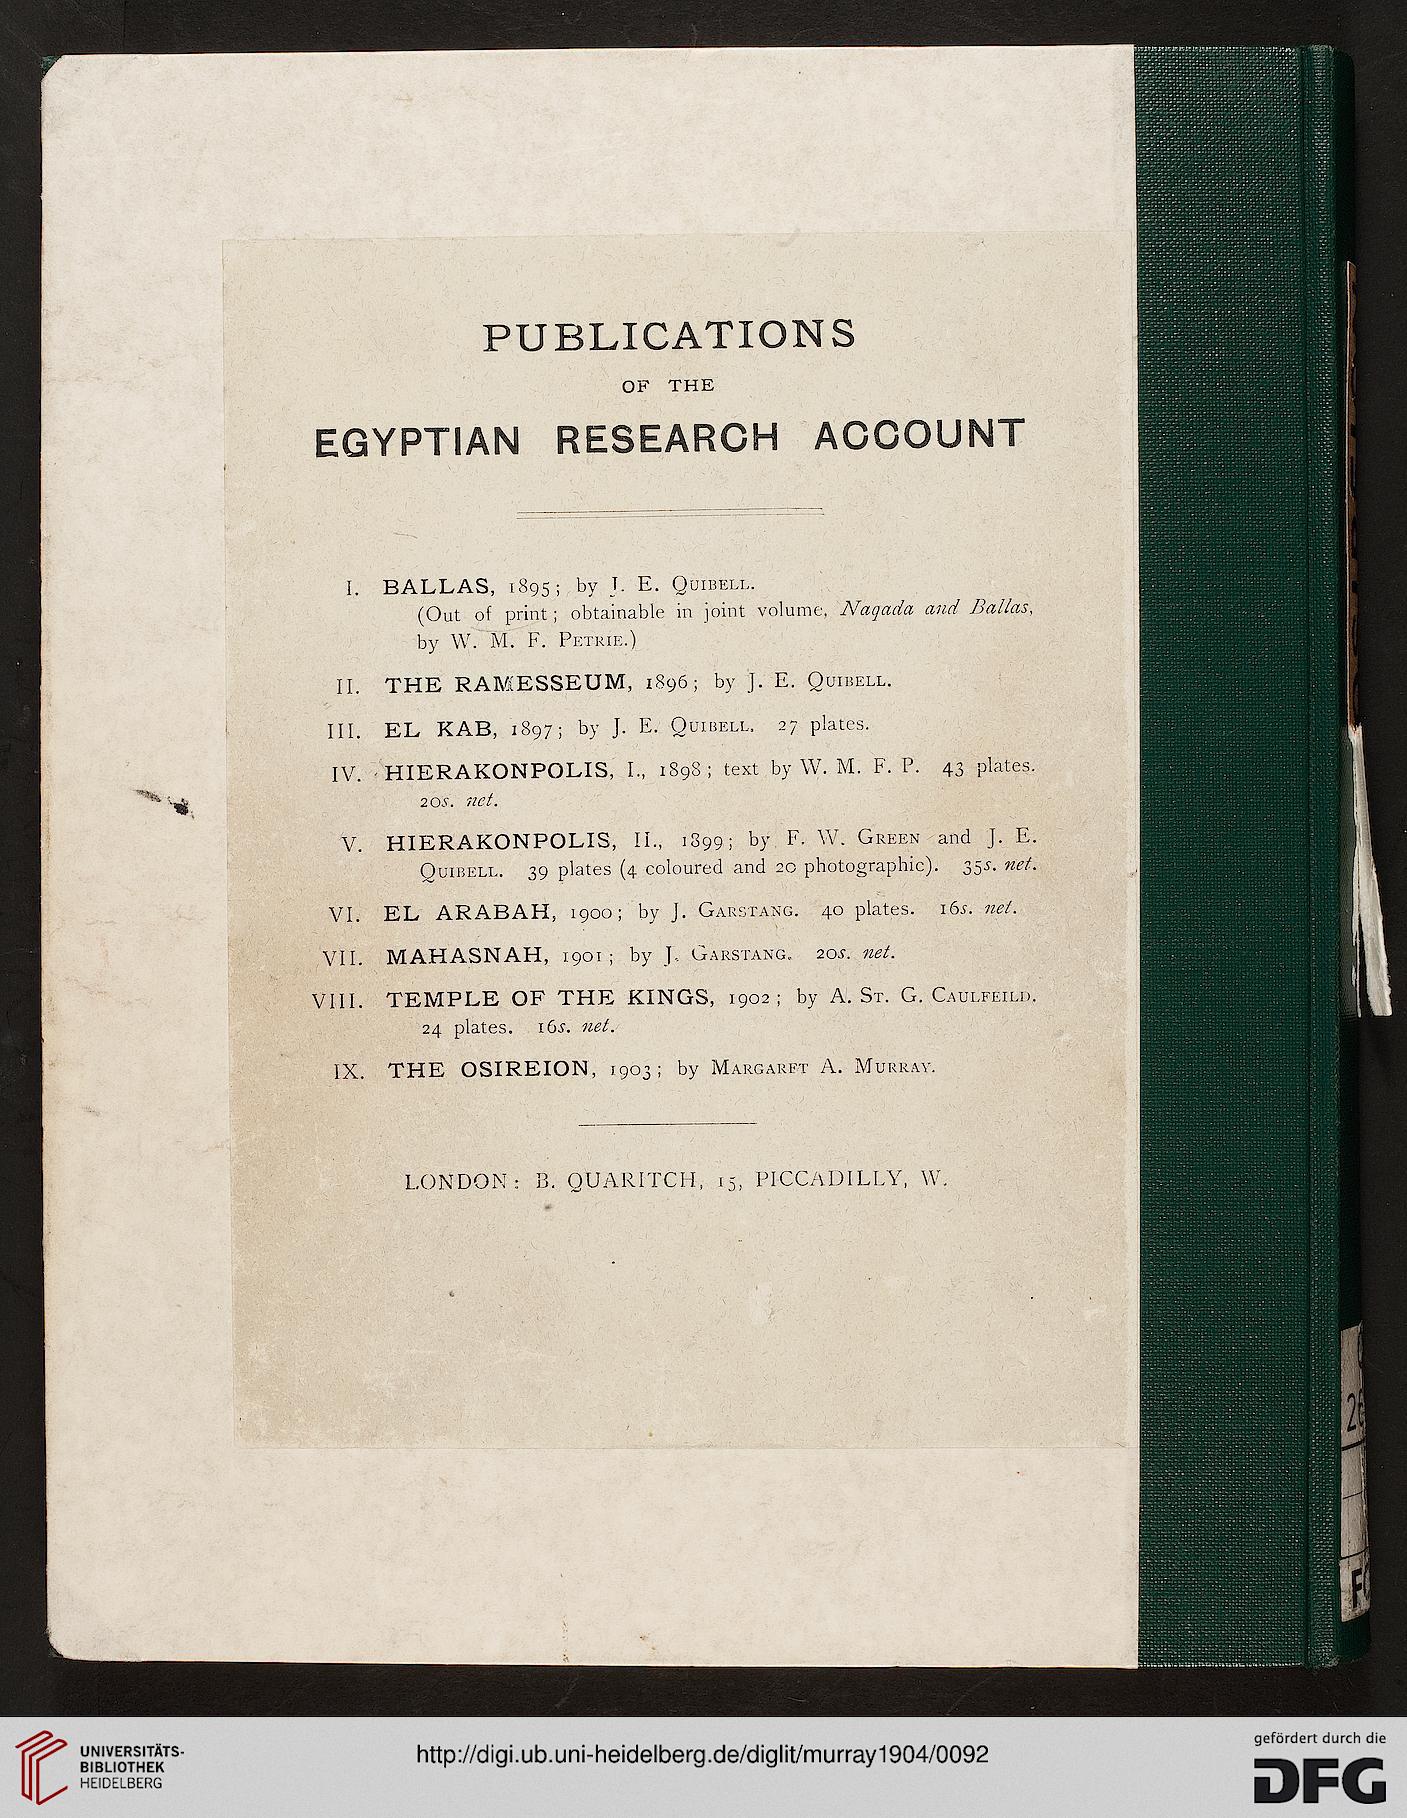 PUBLICATIONS
OF THE
EGYPTIAN RESEARCH ACCOUNT
I. BALLAS, 1895; by J. E. Quibell.
(Out of print; obtainable in joint volume, Naqada and Ballas,
by W. M. F. Petrie.)
II. THE RAMESSEUM, 1896; by J. E. Quibell.
III. EL KAB, 1897; by J. E. Quibell. 27 plates.
IV. HIERAKONPOLIS, I., 1898; text by W. M. F. P. 43 plates.
20s. net.
V. HIERAKONPOLIS, II., 1899; by F. W. Green and J. E.
Quibell. 39 plates (4 coloured and 20 photographic). 35s. net.
VI. EL ARABAH, 1900; by J. Garstang. 40 plates. 16s. net.
VII. MAHASNAH, 1901; by J. Garstang. 20s. net.
VIII. TEMPLE OF THE KINGS, 1902; by A. St. G. Caulfeild.
24 plates. 16s. net.
IX. THE OSIREION, 1903; by Margaret A. Murray.
LONDON: B. QUARITCH, 15, PICCADILLY, W.
26
UNIVERSITÄTS-
BIBLIOTHEK
HEIDELBERG
http://digi.ub.uni-heidelberg.de/diglit/murray1904/0092
gefördert durch die
DFG